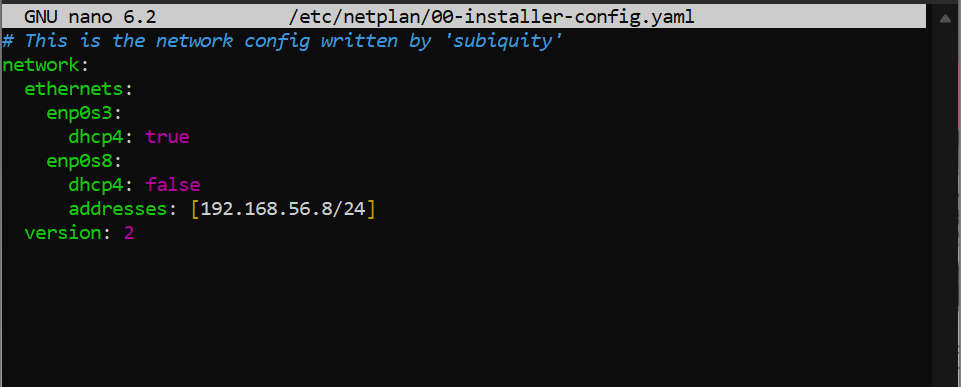 GNU nano 6.2 /etc/netplan/00-installer-config.yaml
# This is the network config written by 'subiquity'
network:
  ethernets:
    enp0s3:
      dhcp4: true
    enp0s8:
      dhcp4: false
      addresses: [192.168.56.8/24]
  version: 2